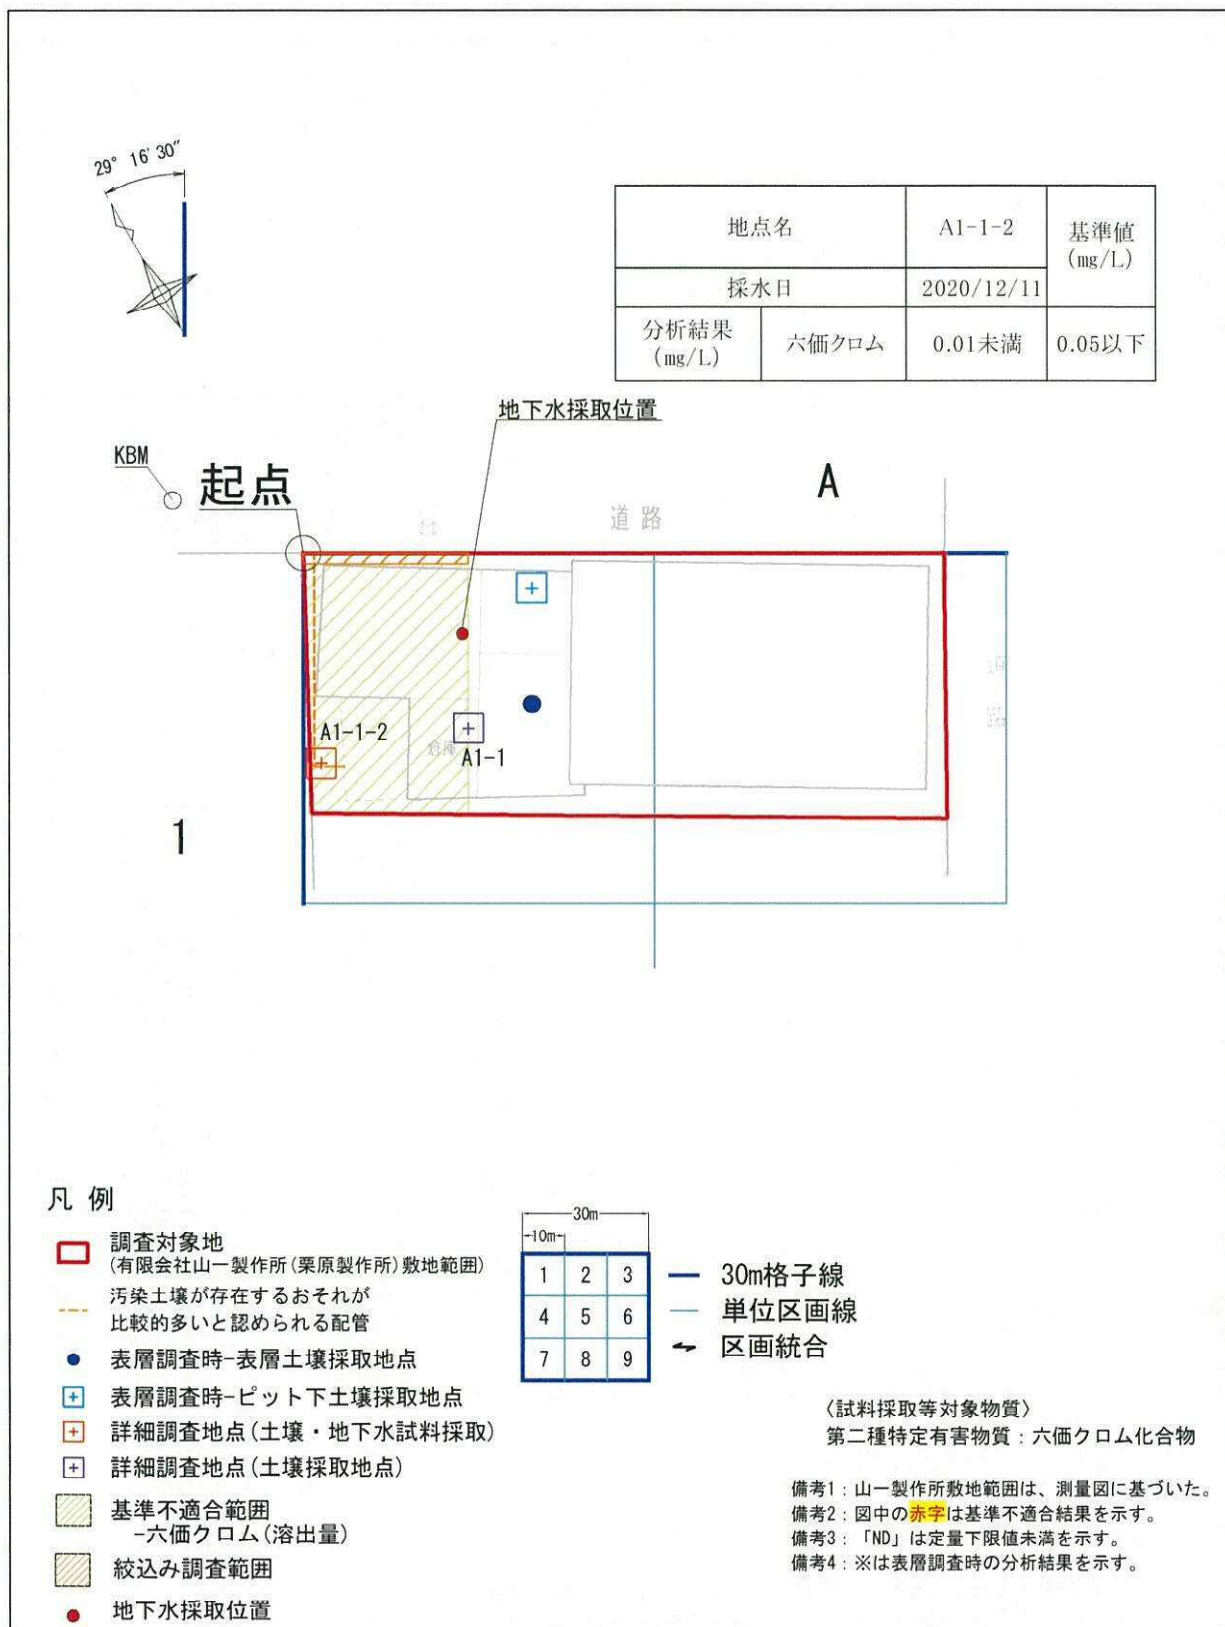 29° 16' 30"
地点名 A1-1-2 基準値
(mg/L)
採水日 2020/12/11
分析結果
(mg/L) 六価クロム 0.01未満 0.05以下
地下水採取位置
KBM
起点
A
道路
A1-1-2
倉庫
A1-1
1
凡 例
調査対象地
(有限会社山一製作所(栗原製作所)敷地範囲)
汚染土壌が存在するおそれが
比較的多いと認められる配管
表層調査時-表層土壌採取地点
表層調査時-ピット下土壌採取地点
詳細調査地点(土壌・地下水試料採取)
詳細調査地点(土壌採取地点)
基準不適合範囲
-六価クロム(溶出量)
絞込み調査範囲
地下水採取位置
30m
10m
1 2 3
4 5 6
7 8 9
30m格子線
単位区画線
区画統合
〈試料採取等対象物質〉
第二種特定有害物質：六価クロム化合物
備考1：山一製作所敷地範囲は、測量図に基づいた。
備考2：図中の赤字は基準不適合結果を示す。
備考3：「ND」は定量下限値未満を示す。
備考4：※は表層調査時の分析結果を示す。